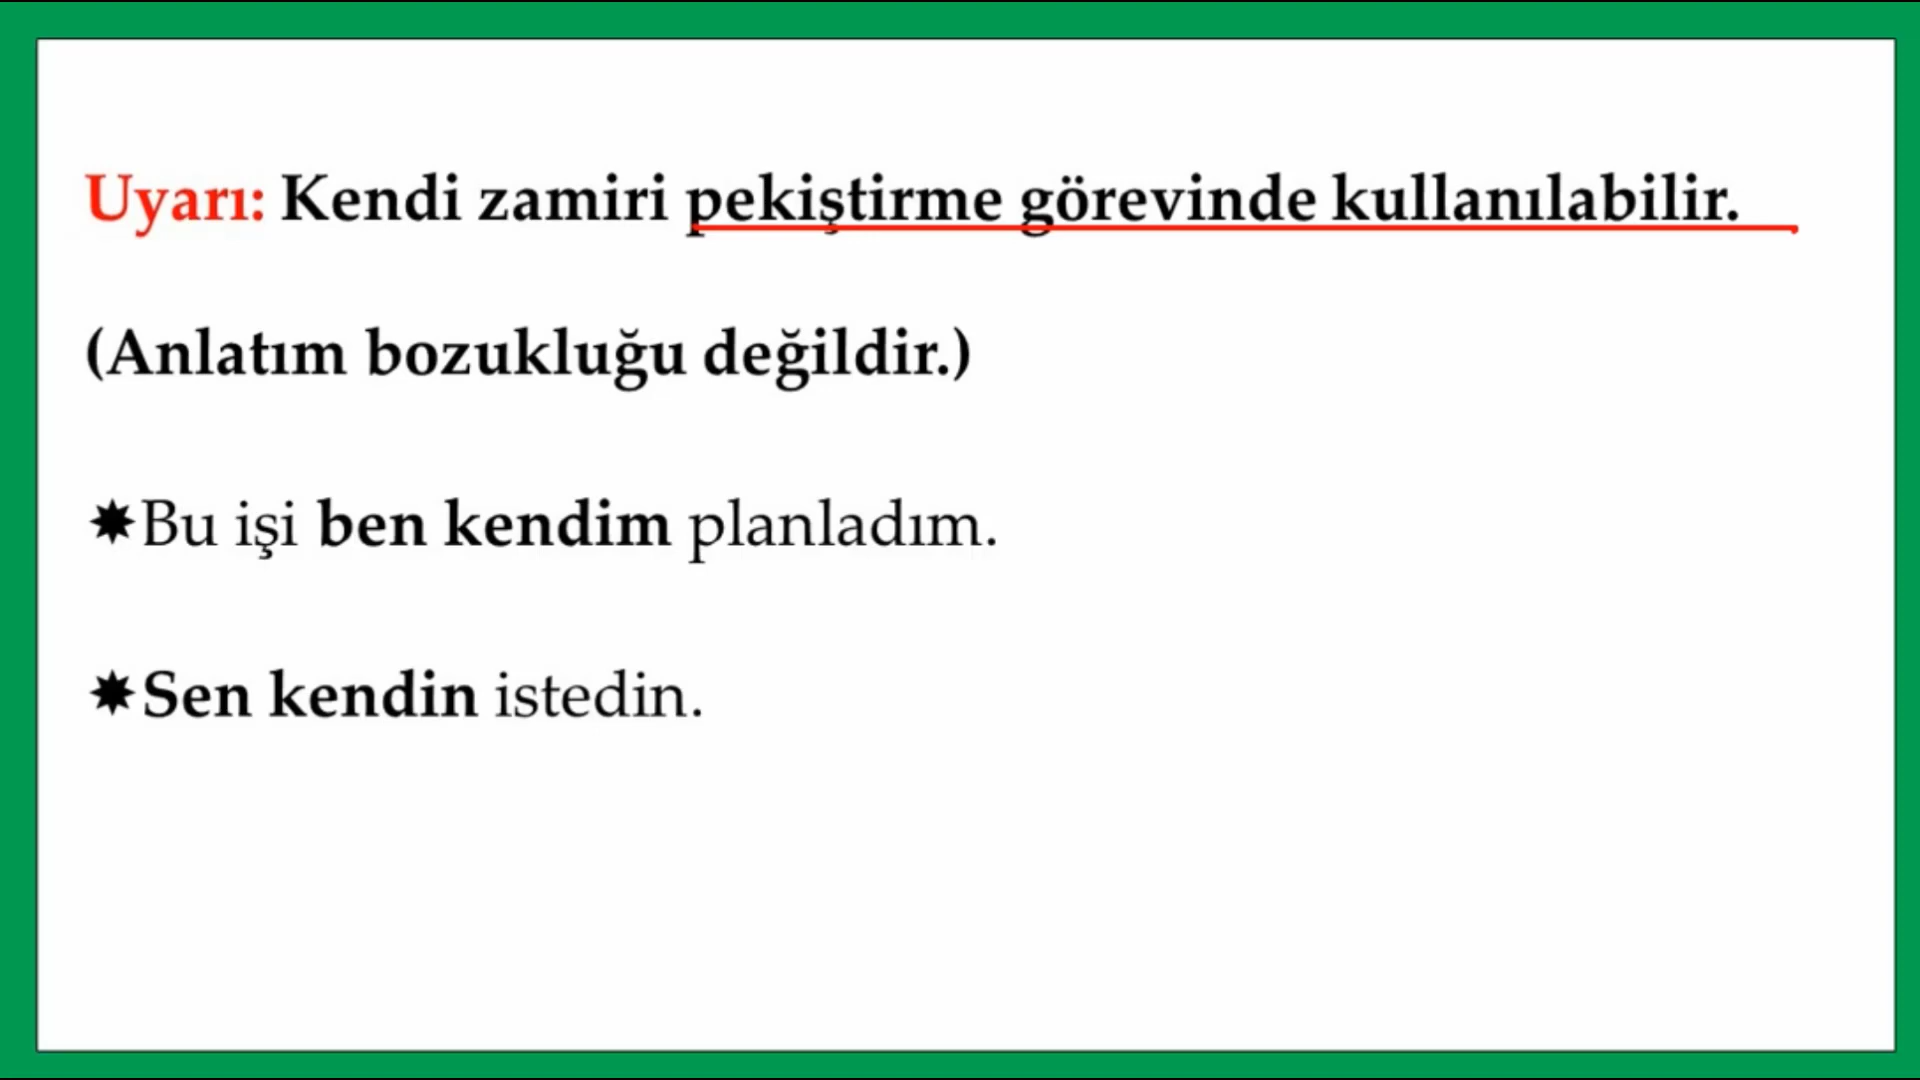 Uyarı: Kendi zamiri pekiştirme görevinde kullanılabilir.
(Anlatım bozukluğu değildir.)
✸Bu işi ben kendim planladım.
✸Sen kendin istedin.